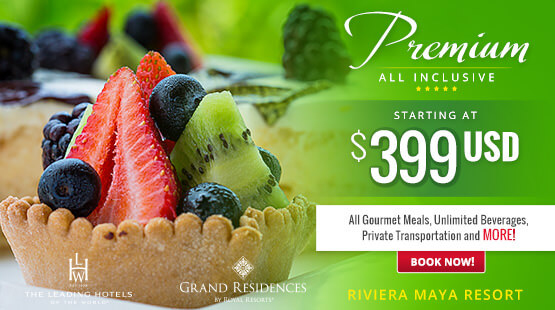 Premium
ALL INCLUSIVE
STARTING AT
$399 USD
All Gourmet Meals, Unlimited Beverages,
Private Transportation and MORE!
BOOK NOW!
THE LEADING HOTELS
OF THE WORLD
GRAND RESIDENCES
BY ROYAL RESORTS
RIVIERA MAYA RESORT